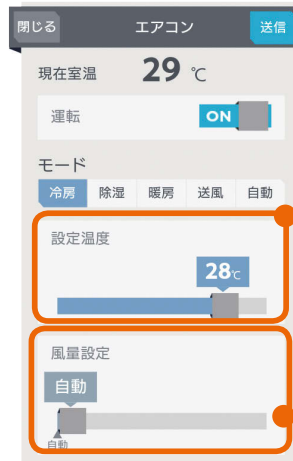 閉じる エアコン 送信
現在室温 29 ℃
運転 ON
モード
冷房 除湿 暖房 送風 自動
設定温度
28℃
風量設定
自動
自動